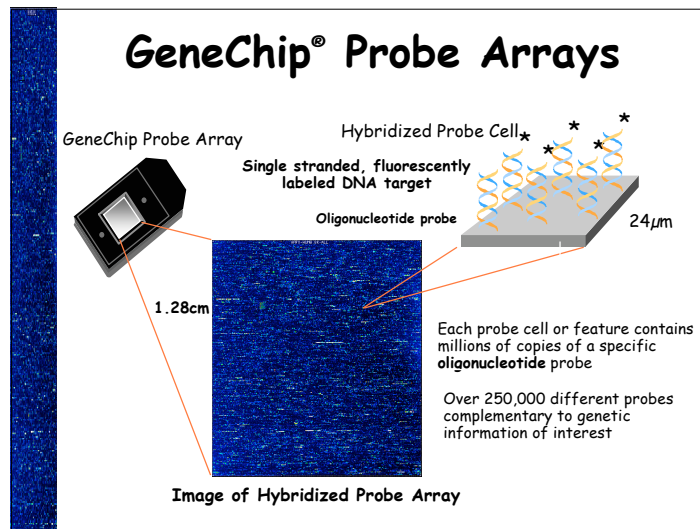 GeneChip® Probe Arrays
GeneChip Probe Array
Hybridized Probe Cell
Single stranded, fluorescently
labeled DNA target
Oligonucleotide probe
* * * * *
24µm
1.28cm
Each probe cell or feature contains
millions of copies of a specific
oligonucleotide probe
Over 250,000 different probes
complementary to genetic
information of interest
Image of Hybridized Probe Array